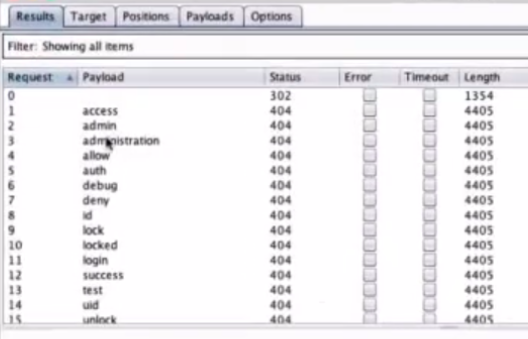 Results Target Positions Payloads Options
Filter: Showing all items
Request Payload Status Error Timeout Length
0 302 1354
1 access 404 4405
2 admin 404 4405
3 administration 404 4405
4 allow 404 4405
5 auth 404 4405
6 debug 404 4405
7 deny 404 4405
8 id 404 4405
9 lock 404 4405
10 locked 404 4405
11 login 404 4405
12 success 404 4405
13 test 404 4405
14 uid 404 4405
15 unlock 404 4405